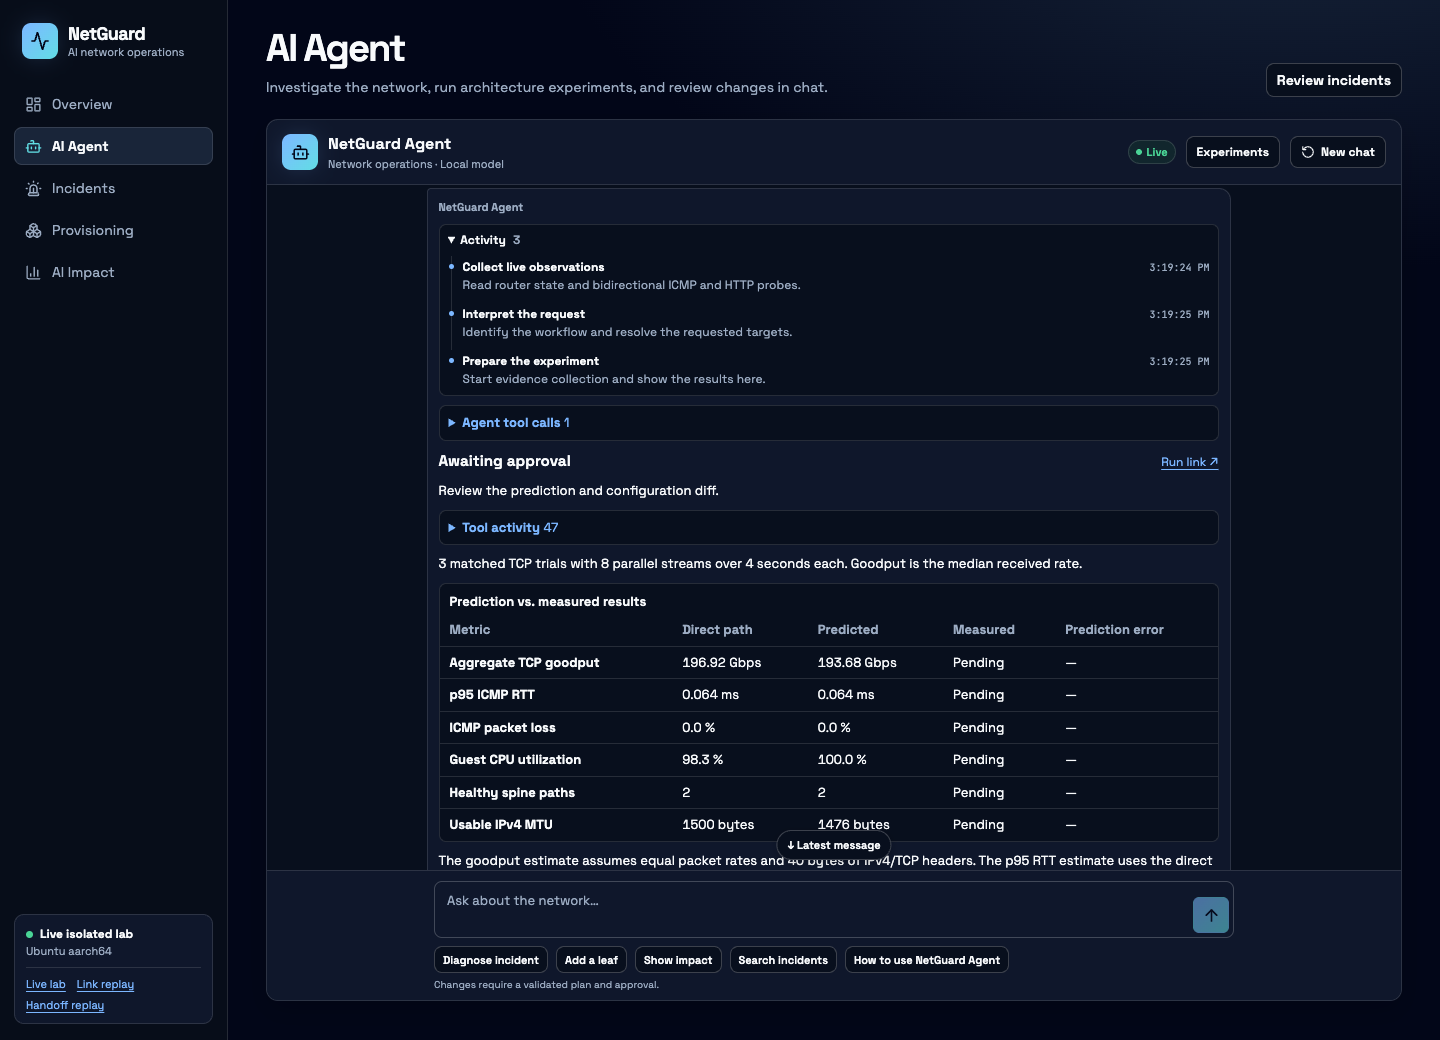 NetGuard
AI network operations
Overview
AI Agent
Incidents
Provisioning
AI Impact
Live isolated lab
Ubuntu aarch64
Live lab Link replay
Handoff replay
AI Agent
Investigate the network, run architecture experiments, and review changes in chat.
Review incidents
NetGuard Agent
Network operations · Local model
Live
Experiments
New chat
NetGuard Agent
Activity 3
Collect live observations 3:19:24 PM
Read router state and bidirectional ICMP and HTTP probes.
Interpret the request 3:19:25 PM
Identify the workflow and resolve the requested targets.
Prepare the experiment 3:19:25 PM
Start evidence collection and show the results here.
Agent tool calls 1
Awaiting approval Run link ↗
Review the prediction and configuration diff.
Tool activity 47
3 matched TCP trials with 8 parallel streams over 4 seconds each. Goodput is the median received rate.
Prediction vs. measured results
Metric Direct path Predicted Measured Prediction error
Aggregate TCP goodput 196.92 Gbps 193.68 Gbps Pending —
p95 ICMP RTT 0.064 ms 0.064 ms Pending —
ICMP packet loss 0.0 % 0.0 % Pending —
Guest CPU utilization 98.3 % 100.0 % Pending —
Healthy spine paths 2 2 Pending —
Usable IPv4 MTU 1500 bytes 1476 bytes Pending —
↓ Latest message
The goodput estimate assumes equal packet rates and 40 bytes of IPv4/TCP headers. The p95 RTT estimate uses the direct
Ask about the network...
Diagnose incident Add a leaf Show impact Search incidents How to use NetGuard Agent
Changes require a validated plan and approval.